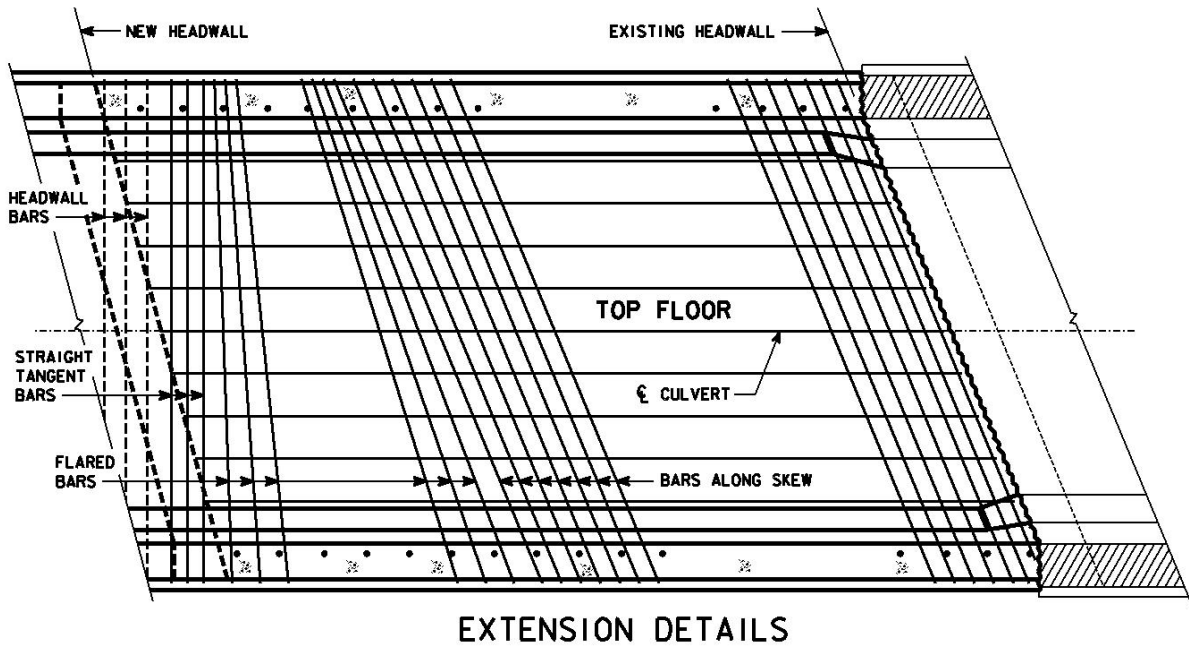 NEW HEADWALL
EXISTING HEADWALL
HEADWALL
BARS
TOP FLOOR
STRAIGHT
TANGENT
BARS
℄ CULVERT
FLARED
BARS
BARS ALONG SKEW
EXTENSION DETAILS